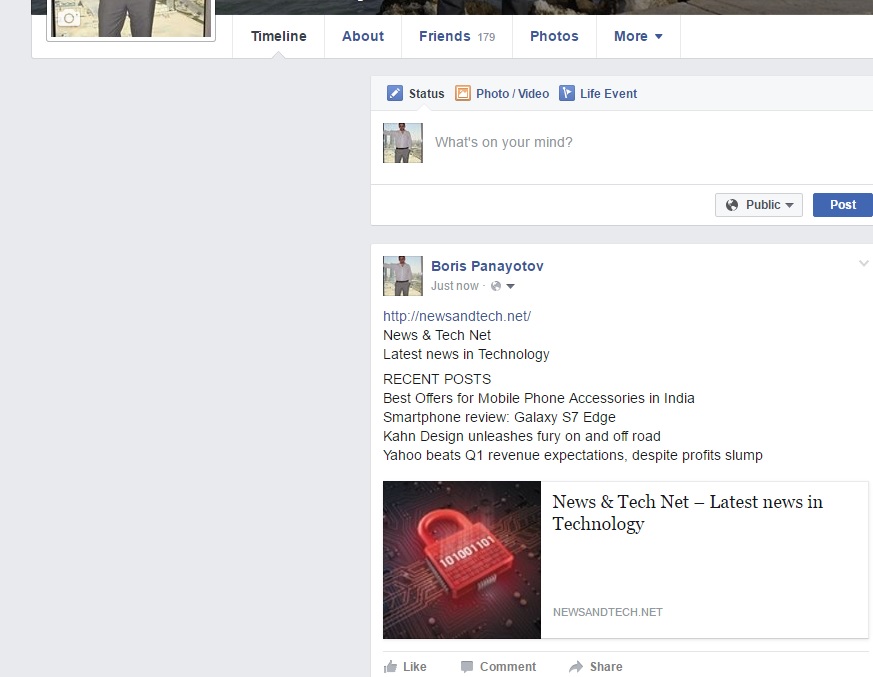 Timeline About Friends 179 Photos More
Status Photo / Video Life Event
What's on your mind?
Public Post
Boris Panayotov
Just now ·
http://newsandtech.net/
News & Tech Net
Latest news in Technology
RECENT POSTS
Best Offers for Mobile Phone Accessories in India
Smartphone review: Galaxy S7 Edge
Kahn Design unleashes fury on and off road
Yahoo beats Q1 revenue expectations, despite profits slump
101001101
News & Tech Net – Latest news in
Technology
NEWSANDTECH.NET
Like Comment Share